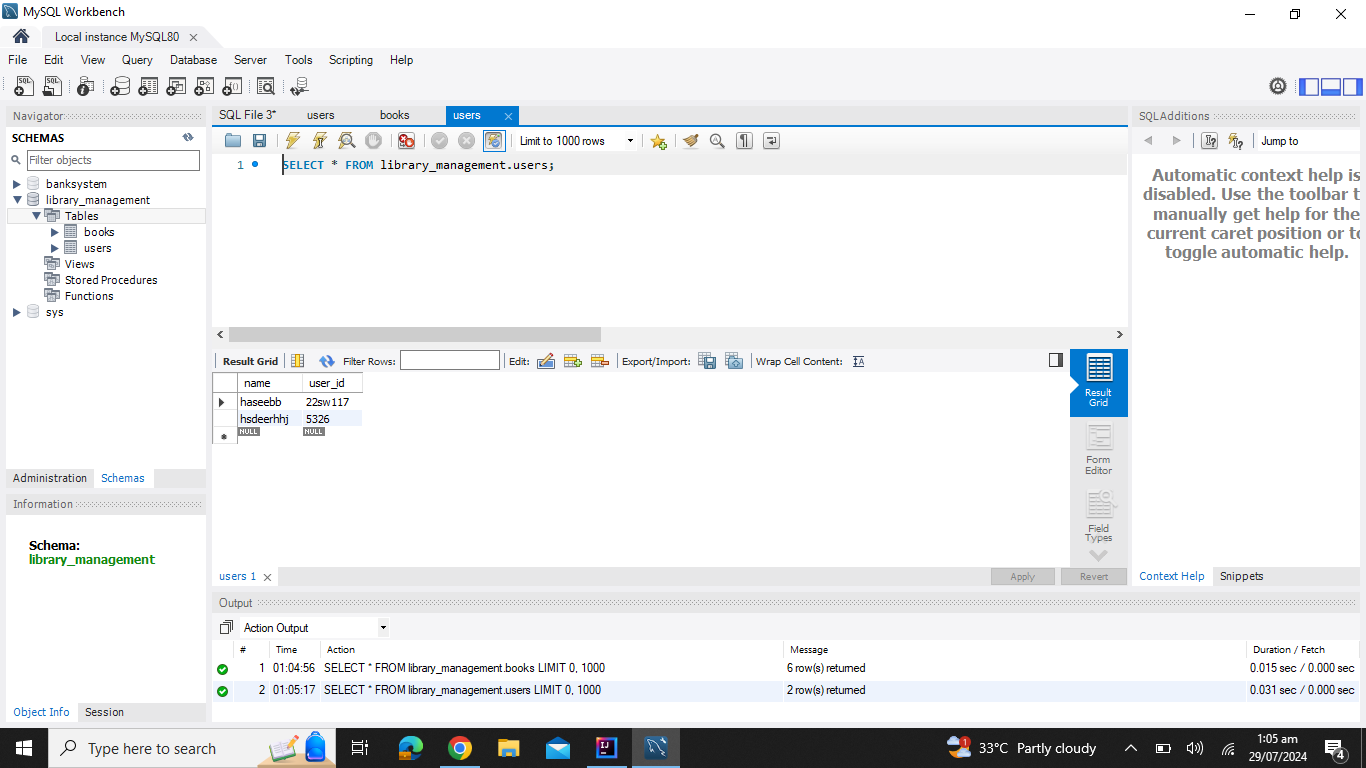 MySQL Workbench
Local instance MySQL80
File Edit View Query Database Server Tools Scripting Help
Navigator
SCHEMAS
Filter objects
banksystem
library_management
Tables
books
users
Views
Stored Procedures
Functions
sys
Administration Schemas
Information
Schema:
library_management
Object Info Session
SQL File 3* users books users
Limit to 1000 rows
1 SELECT * FROM library_management.users;
Result Grid Filter Rows: Edit: Export/Import: Wrap Cell Content:
name user_id
haseebb 22sw117
hsdeerhhj 5326
NULL NULL
Result
Grid
Form
Editor
Field
Types
users 1 Apply Revert
SQLAdditions
Jump to
Automatic context help is
disabled. Use the toolbar t
manually get help for the
current caret position or to
toggle automatic help.
Context Help Snippets
Output
Action Output
# Time Action Message Duration / Fetch
1 01:04:56 SELECT * FROM library_management.books LIMIT 0, 1000 6 row(s) returned 0.015 sec / 0.000 sec
2 01:05:17 SELECT * FROM library_management.users LIMIT 0, 1000 2 row(s) returned 0.031 sec / 0.000 sec
Type here to search
33°C Partly cloudy
1:05 am
29/07/2024
4